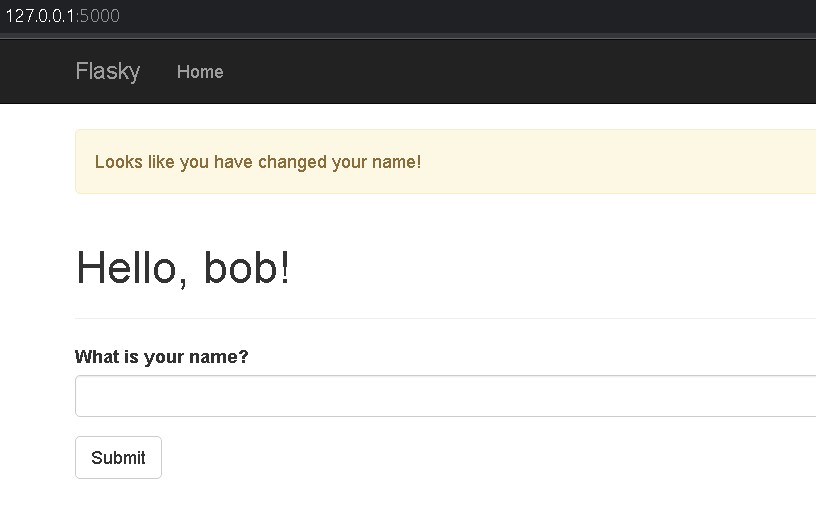 127.0.0.1:5000
Flasky Home
Looks like you have changed your name!
Hello, bob!
What is your name?
Submit